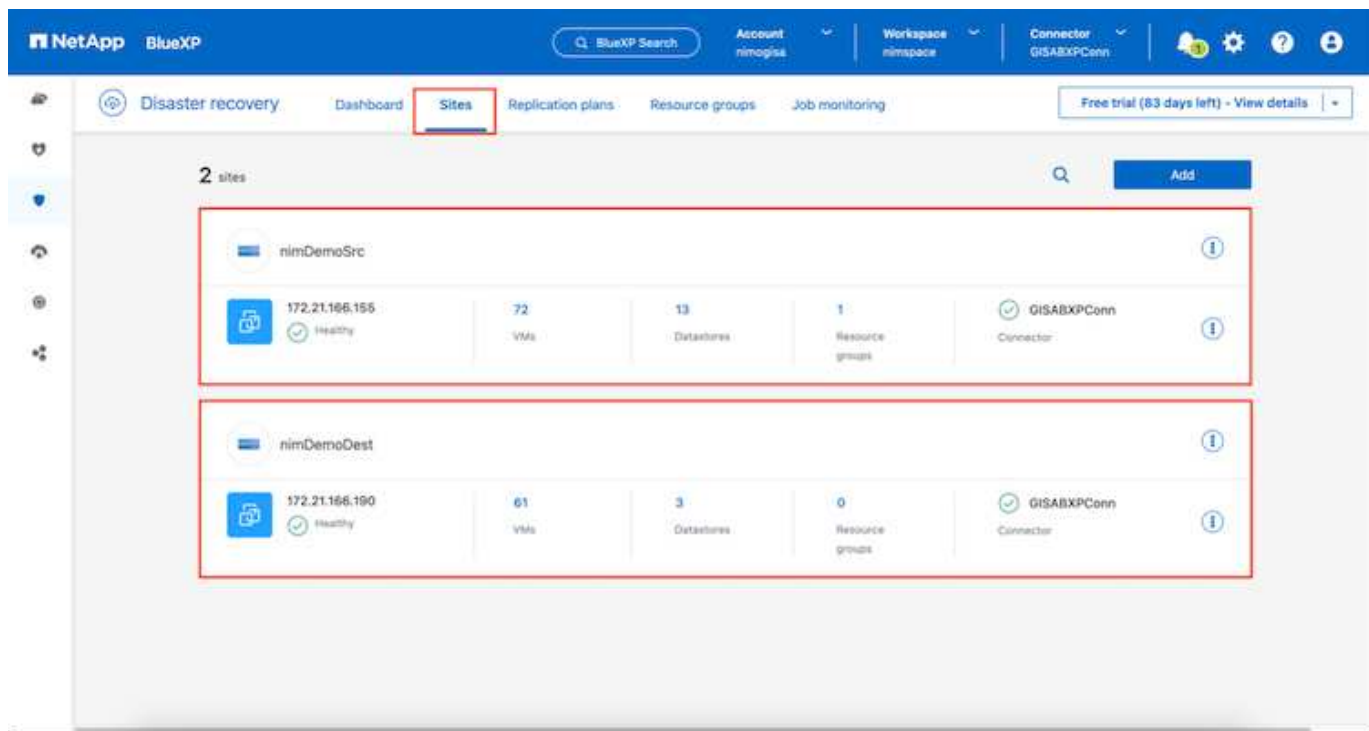 NetApp BlueXP
BlueXP Search
Account
nimogisa
Workspace
nimspace
Connector
GISABXPConn
1
Disaster recovery
Dashboard
Sites
Replication plans
Resource groups
Job monitoring
Free trial (83 days left) - View details
2 sites
Add
nimDemoSrc
172.21.166.155
Healthy
72
VMs
13
Datastores
1
Resource
groups
GISABXPConn
Connector
nimDemoDest
172.21.166.190
Healthy
61
VMs
3
Datastores
0
Resource
groups
GISABXPConn
Connector